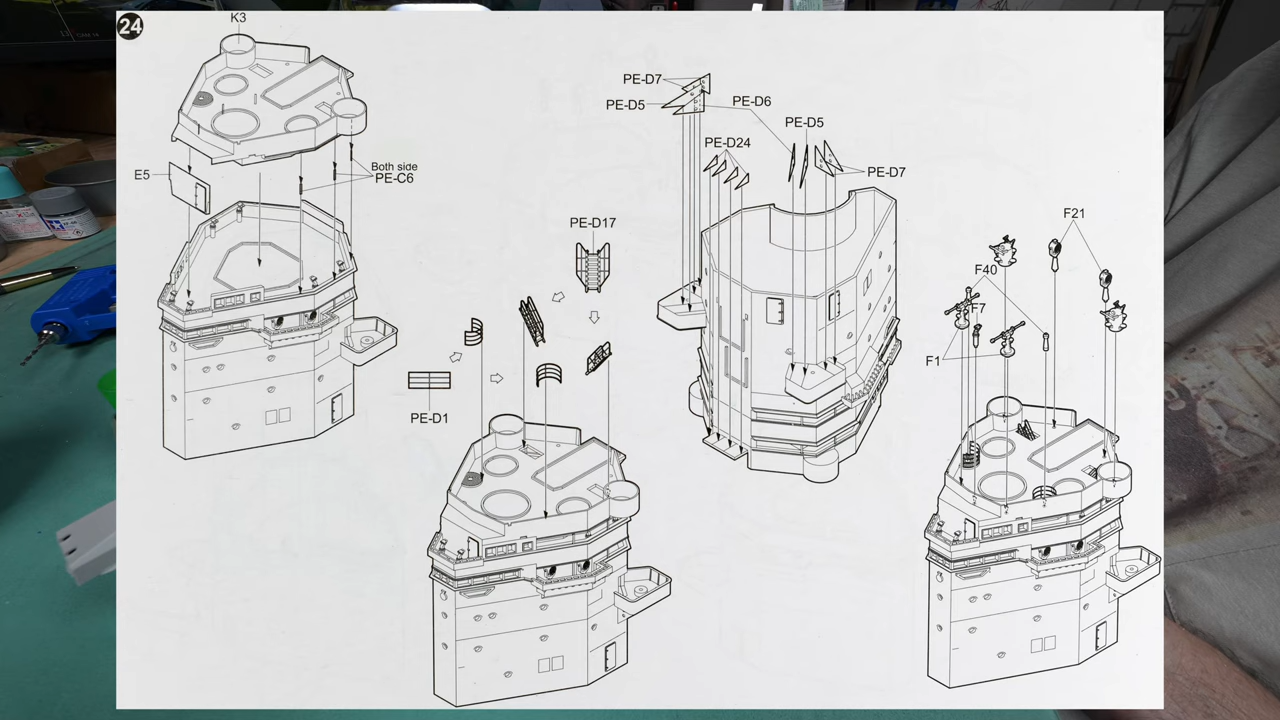 24
K3
E5
Both side
PE-C6
PE-D7
PE-D5
PE-D6
PE-D5
PE-D24
PE-D7
PE-D17
PE-D1
F21
F40
F7
F1